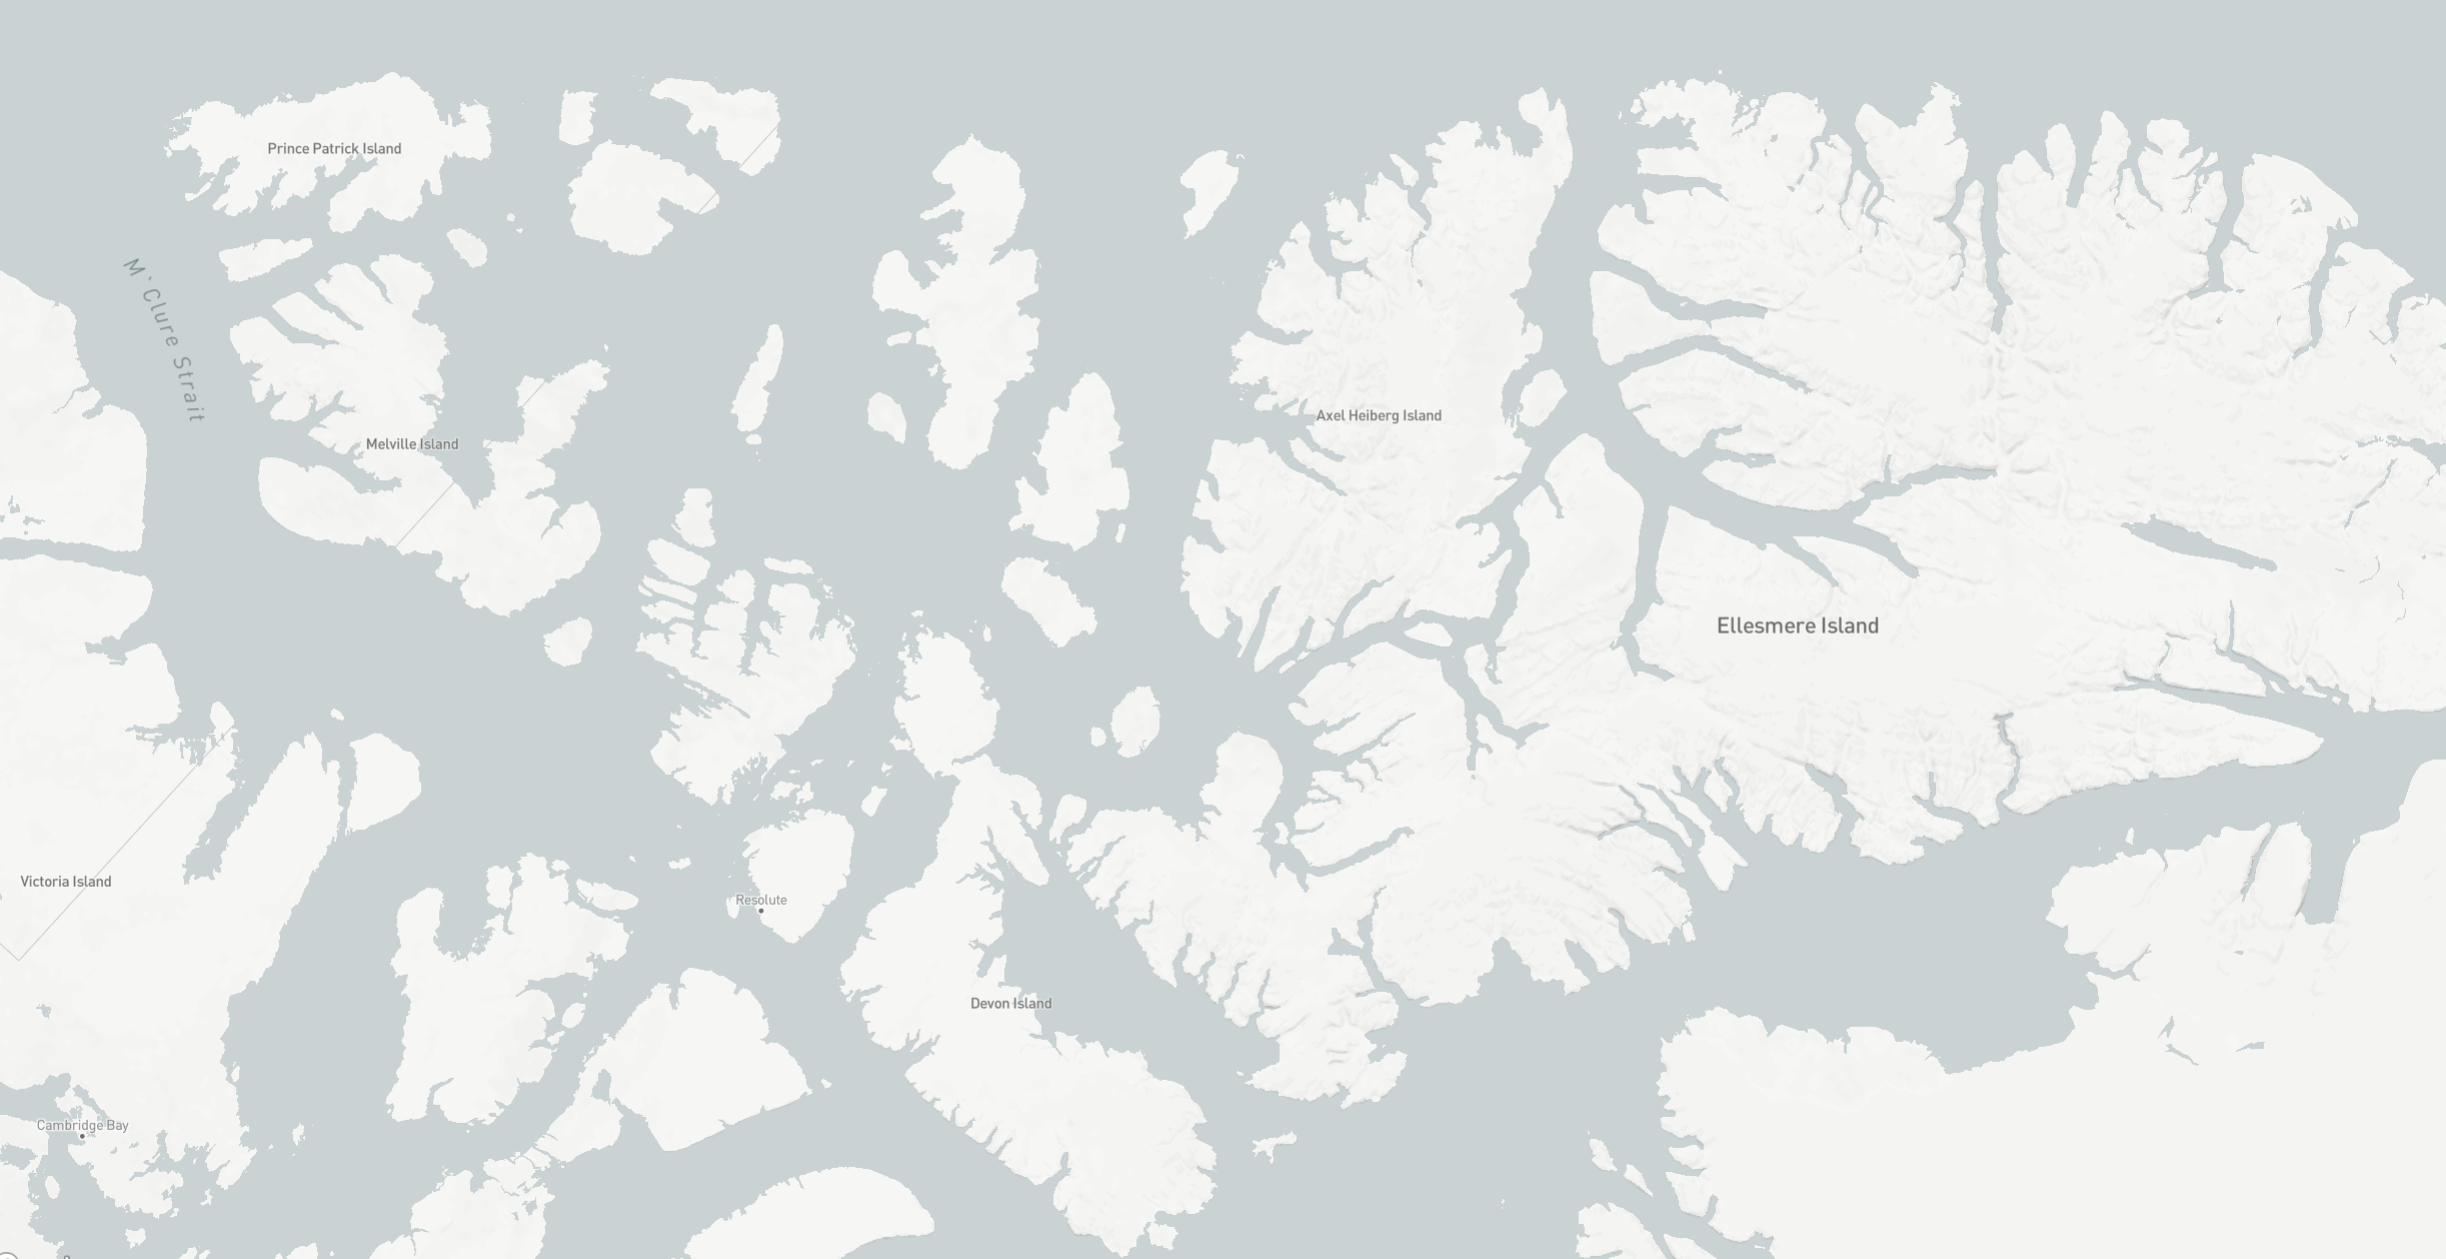 Prince Patrick Island
M'Clure Strait
Axel Heiberg Island
Melville Island
Ellesmere Island
Victoria Island
Resolute
Devon Island
Cambridge Bay